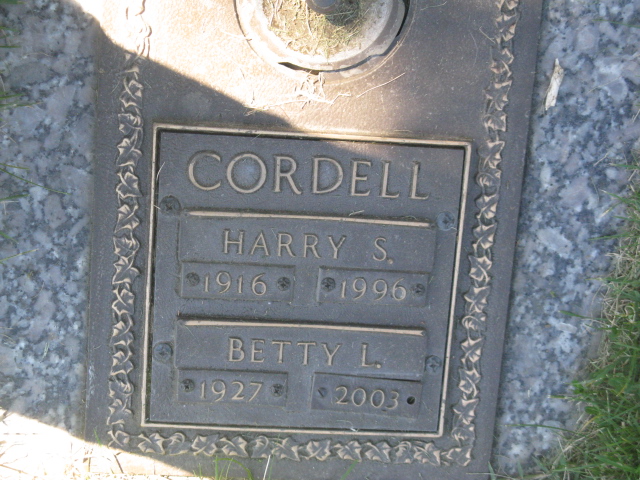 CORDELL
HARRY S.
1916 1996
BETTY L.
1927 2003